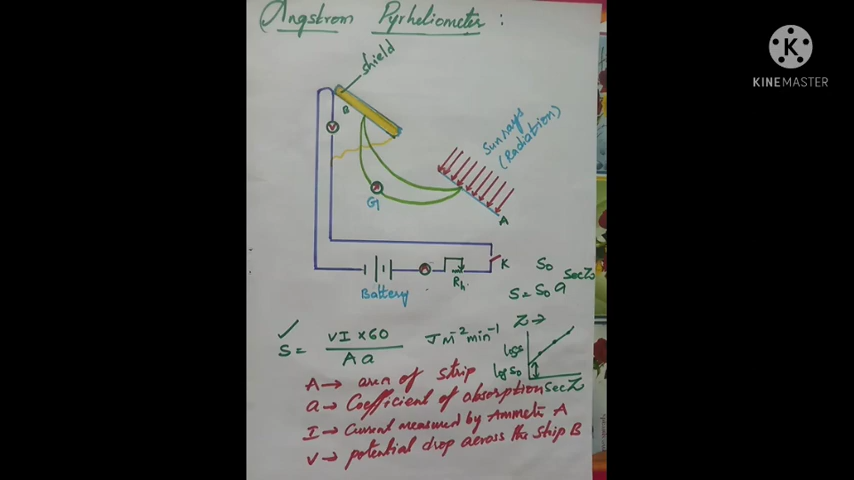 Angstrom Pyrheliometer :
K
KINEMASTER
shield
B
V
Sun rays
(Radiation)
G
A
K
Battery
A
Rh
S0
S = S0 a secZ
Z →
S = VI × 60 / A a
J M-2 min-1
log s
log s0
secZ
A → area of strip
a → coefficient of absorption
I → current measured by Ammeter A
V → potential drop across the strip B